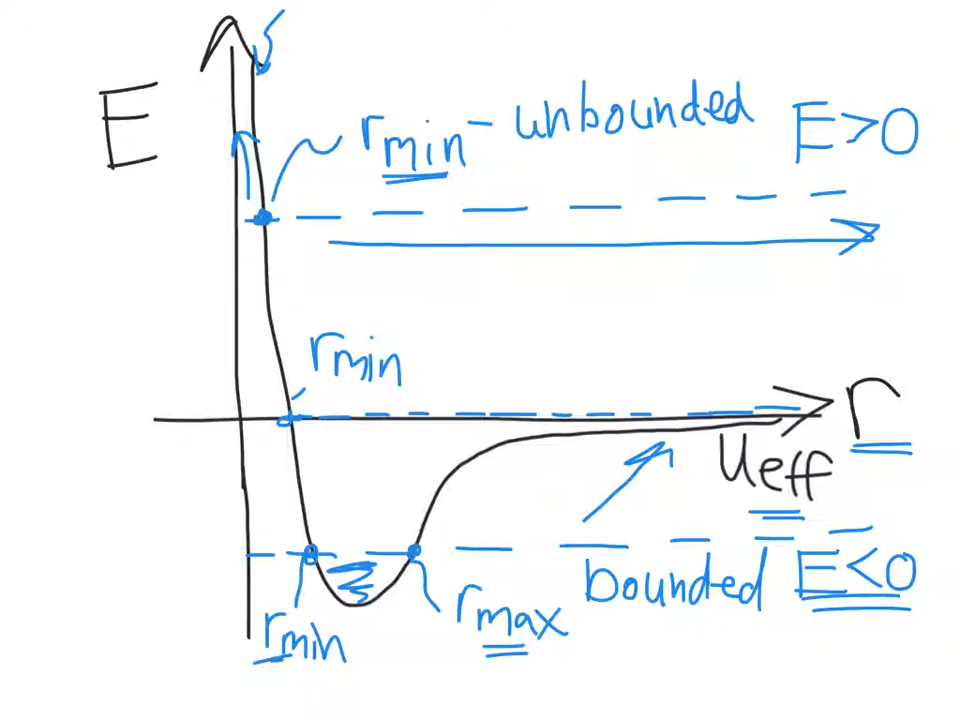 E
rmin - unbounded E>0
rmin
r
Ueff
bounded E<0
rmin
rmax